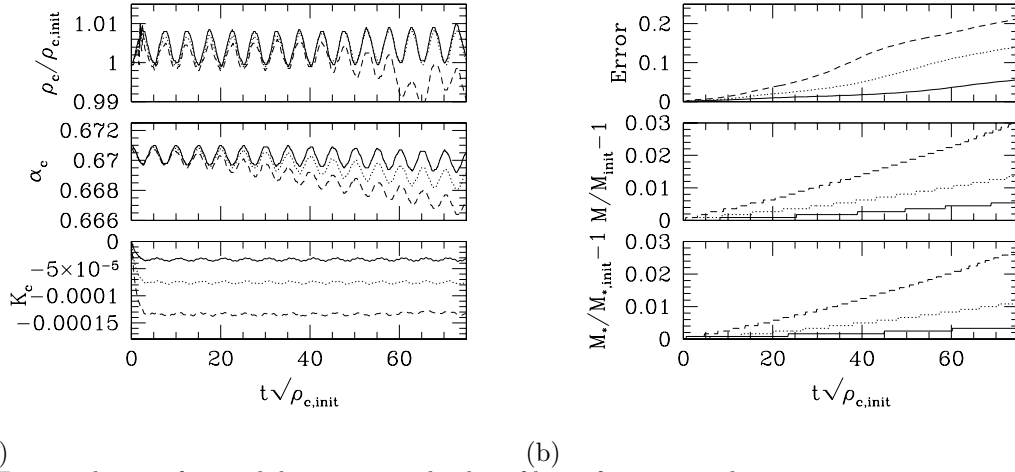 ρc/ρc,init
1.01
1
0.99
αc
0.672
0.67
0.668
0.666
Kc
0
−5×10⁻⁵
−0.0001
−0.00015
0 20 40 60
t√ρc,init
Error
0.2
0.1
0
M/Minit−1
0.03
0.02
0.01
0
M*/M*,init−1
0.03
0.02
0.01
0
0 20 40 60
t√ρc,init
) (b)